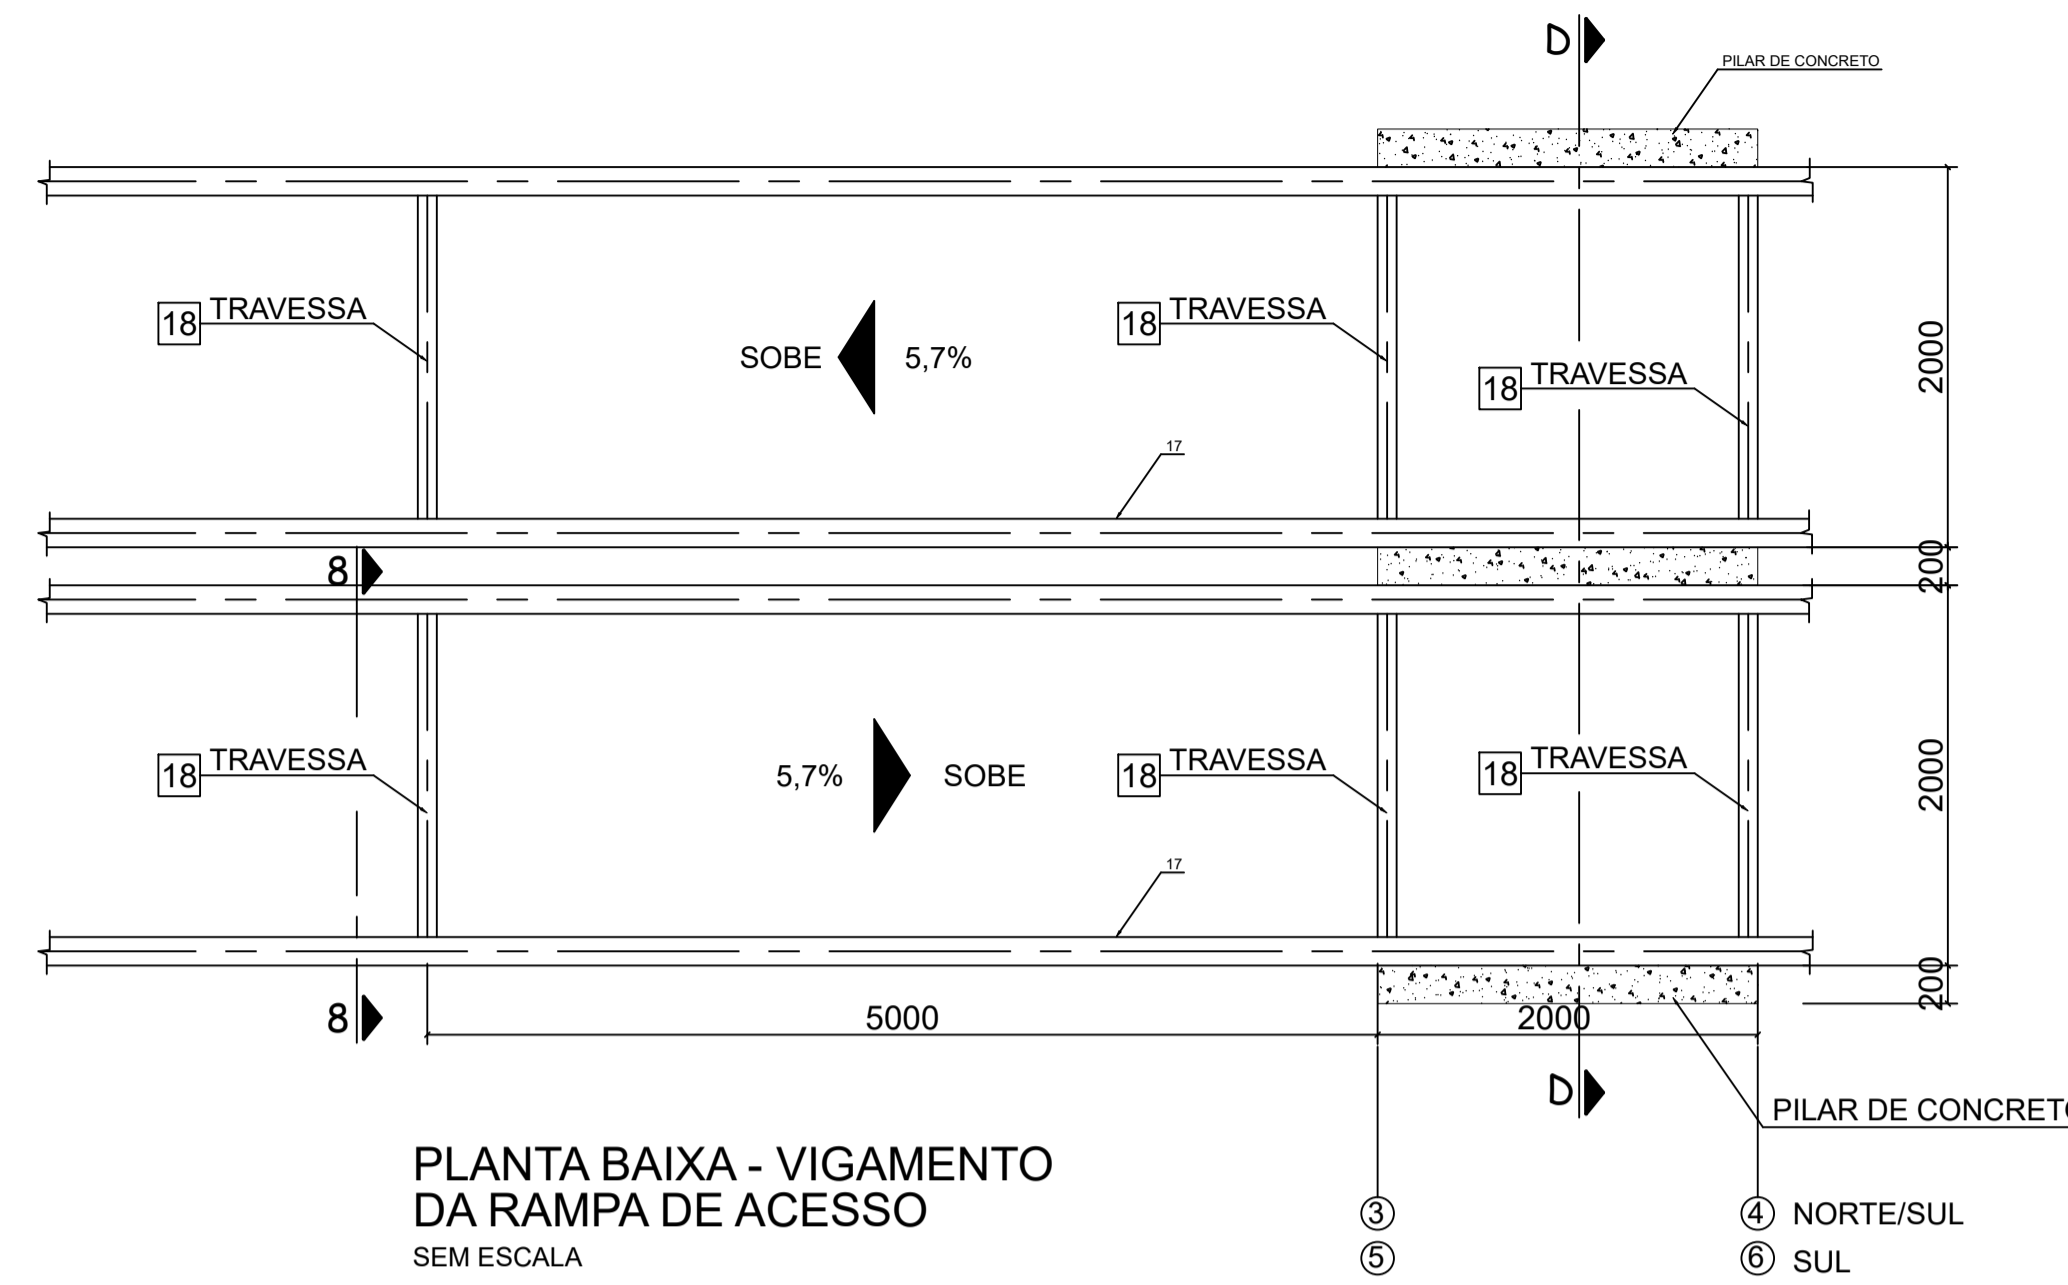 D
PILAR DE CONCRETO
18 TRAVESSA
18 TRAVESSA
SOBE 5,7%
18 TRAVESSA
2000
17
8
200
18 TRAVESSA
5,7% SOBE
18 TRAVESSA
18 TRAVESSA
2000
17
200
8
5000
2000
D
PILAR DE CONCRETO
PLANTA BAIXA - VIGAMENTO
DA RAMPA DE ACESSO
SEM ESCALA
3
4 NORTE/SUL
5
6 SUL